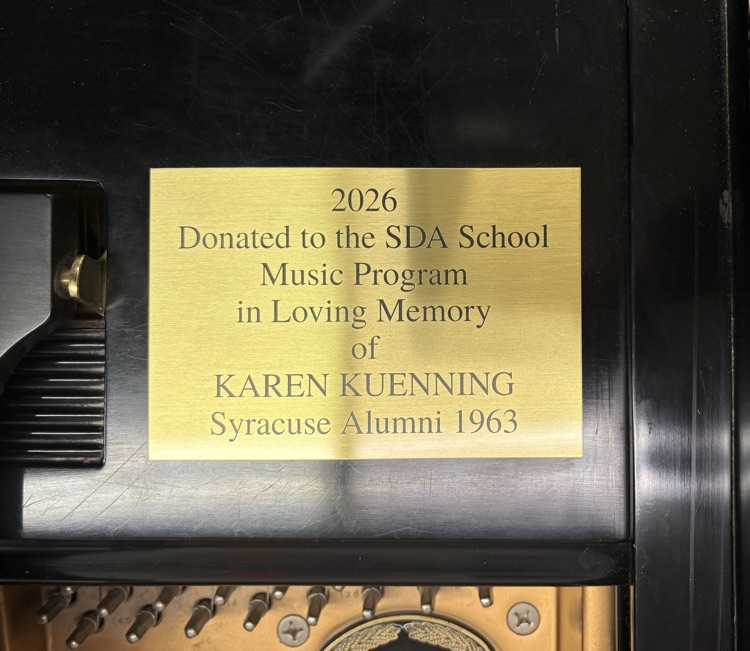 2026
Donated to the SDA School
Music Program
in Loving Memory
of
KAREN KUENNING
Syracuse Alumni 1963